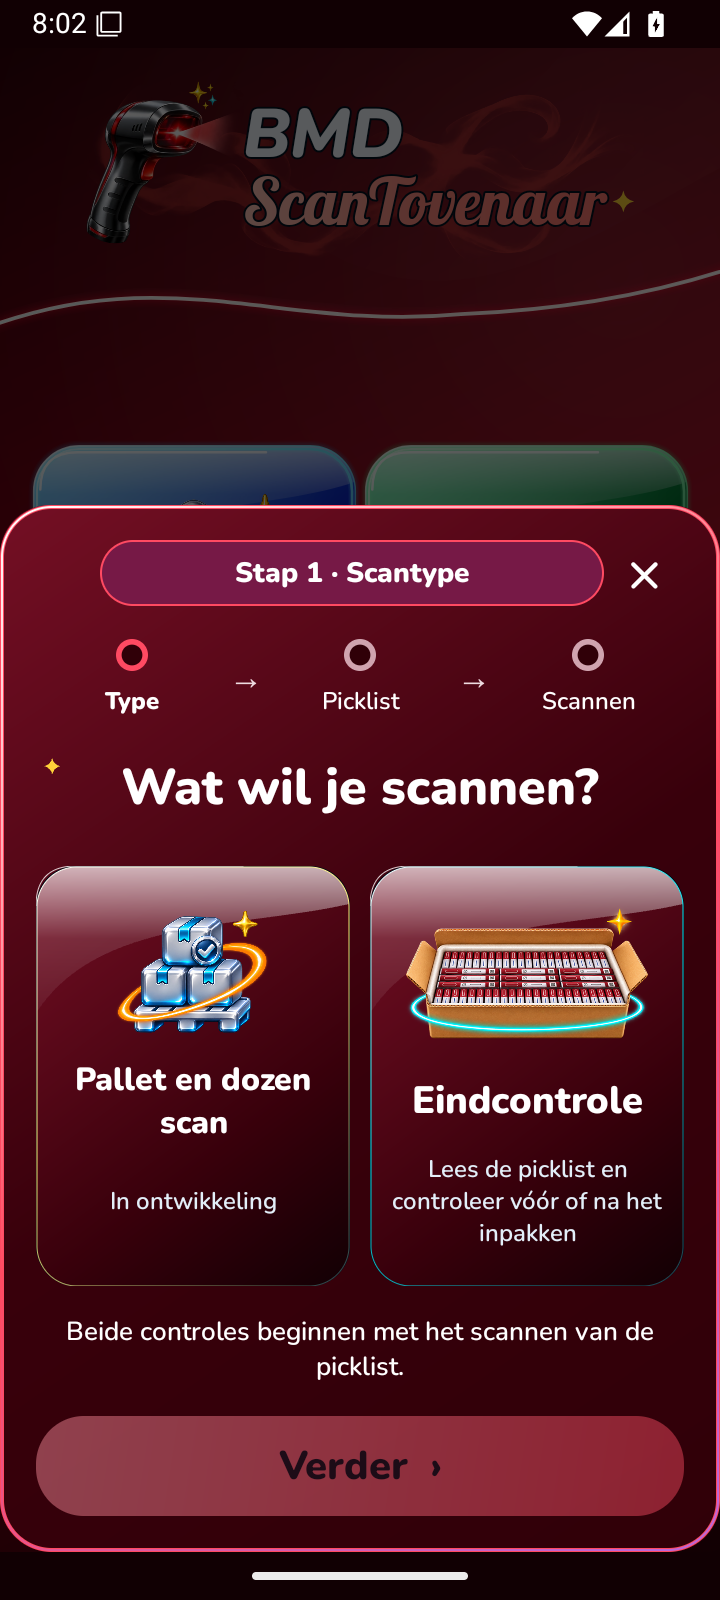 8:02
BMD
ScanTovenaar
Stap 1 · Scantype
Type → Picklist → Scannen
Wat wil je scannen?
Pallet en dozen
scan
In ontwikkeling
Eindcontrole
Lees de picklist en
controleer vóór of na het
inpakken
Beide controles beginnen met het scannen van de
picklist.
Verder ›